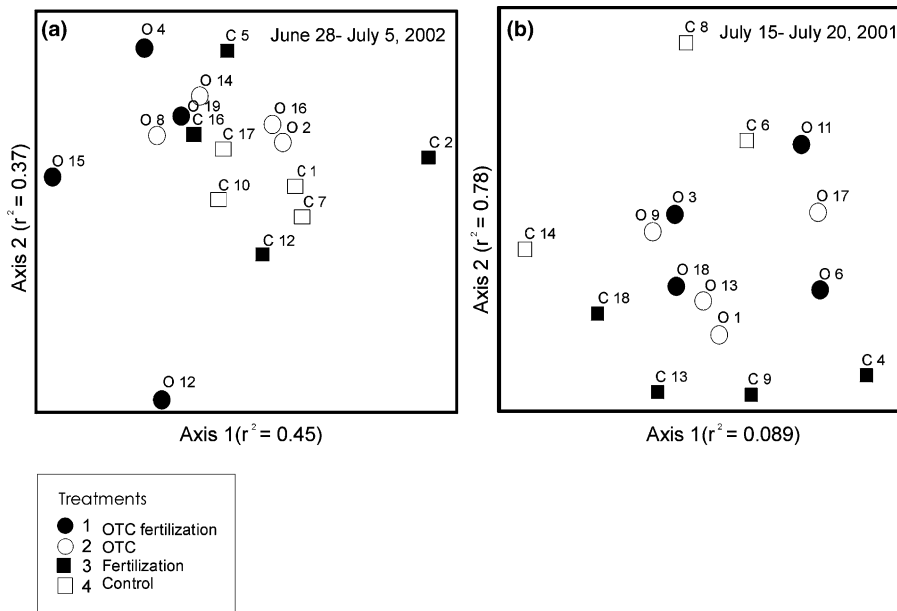 (a)
June 28- July 5, 2002
O 4
C 5
O 14
O 19
O 16
O 8
C 16
C 17
O 2
C 2
O 15
C 10
C 1
C 7
C 12
O 12
Axis 2 (r² = 0.37)
Axis 1(r² = 0.45)
(b)
July 15- July 20, 2001
C 8
C 6
O 11
O 3
O 9
O 17
C 14
O 18
O 13
O 6
C 18
O 1
C 13
C 9
C 4
Axis 2 (r² = 0.78)
Axis 1(r² = 0.089)
Treatments
1 OTC fertilization
2 OTC
3 Fertilization
4 Control